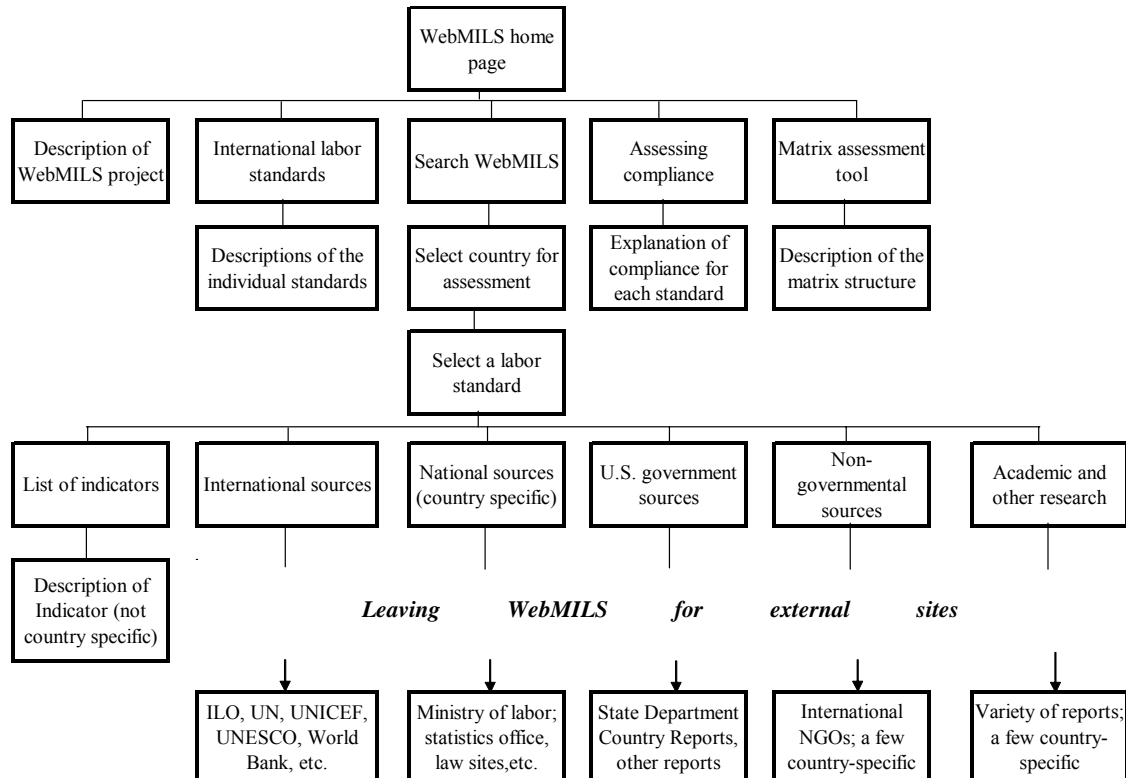 WebMILS home
page
Description of
WebMILS project
International labor
standards
Search WebMILS
Assessing
compliance
Matrix assessment
tool
Descriptions of the
individual standards
Select country for
assessment
Explanation of
compliance for
each standard
Description of the
matrix structure
Select a labor
standard
List of indicators
International sources
National sources
(country specific)
U.S. government
sources
Non-
governmental
sources
Academic and
other research
Description of
Indicator (not
country specific)
Leaving WebMILS for external sites
ILO, UN, UNICEF,
UNESCO, World
Bank, etc.
Ministry of labor;
statistics office,
law sites,etc.
State Department
Country Reports,
other reports
International
NGOs; a few
country-specific
Variety of reports;
a few country-
specific